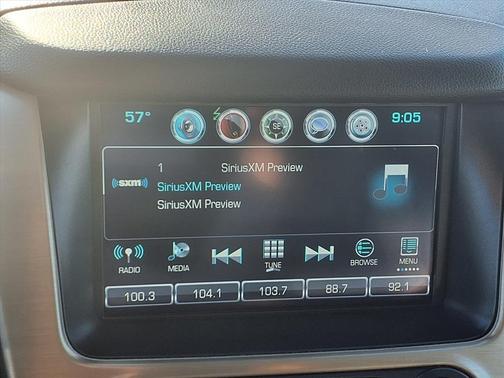 57° SE 9:05
1 SiriusXM Preview
((sxm)) SiriusXM Preview
SiriusXM Preview
RADIO MEDIA TUNE BROWSE MENU
100.3 104.1 103.7 88.7 92.1